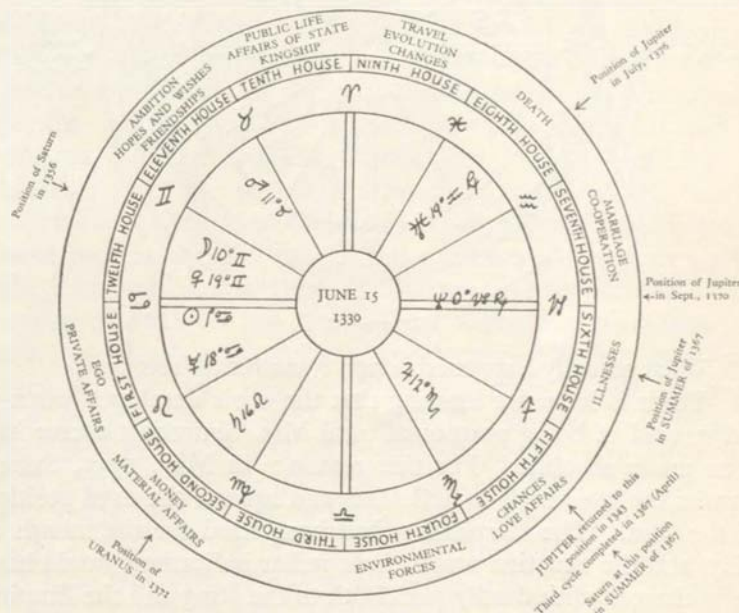 PUBLIC LIFE
AFFAIRS OF STATE
KINGSHIP
TRAVEL
EVOLUTION
CHANGES
AMBITION
HOPES AND WISHES
FRIENDSHIPS
DEATH
Position of Jupiter
in July, 1376
Position of Saturn
in 1356
TENTH HOUSE
NINTH HOUSE
ELEVENTH HOUSE
EIGHTH HOUSE
TWELFTH HOUSE
SEVENTH HOUSE
MARRIAGE
CO-OPERATION
♈
♉
♓
♊
♒
♂ 11° ♉
☽ 10° ♊
♀ 19° ♊
JUNE 15
1330
Position of Jupiter
in Sept., 1370
FIRST HOUSE
SIXTH HOUSE
EGO
PRIVATE AFFAIRS
ILLNESSES
Position of Jupiter
in SUMMER of 1367
♌
♍
♎
SECOND HOUSE
THIRD HOUSE
FOURTH HOUSE
FIFTH HOUSE
MONEY
MATERIAL AFFAIRS
ENVIRONMENTAL
FORCES
CHANCES
LOVE AFFAIRS
Position of
URANUS in 1371
JUPITER returned to this
position in 1343
Third cycle completed in 1367 (April)
Saturn at this position
in SUMMER of 1367